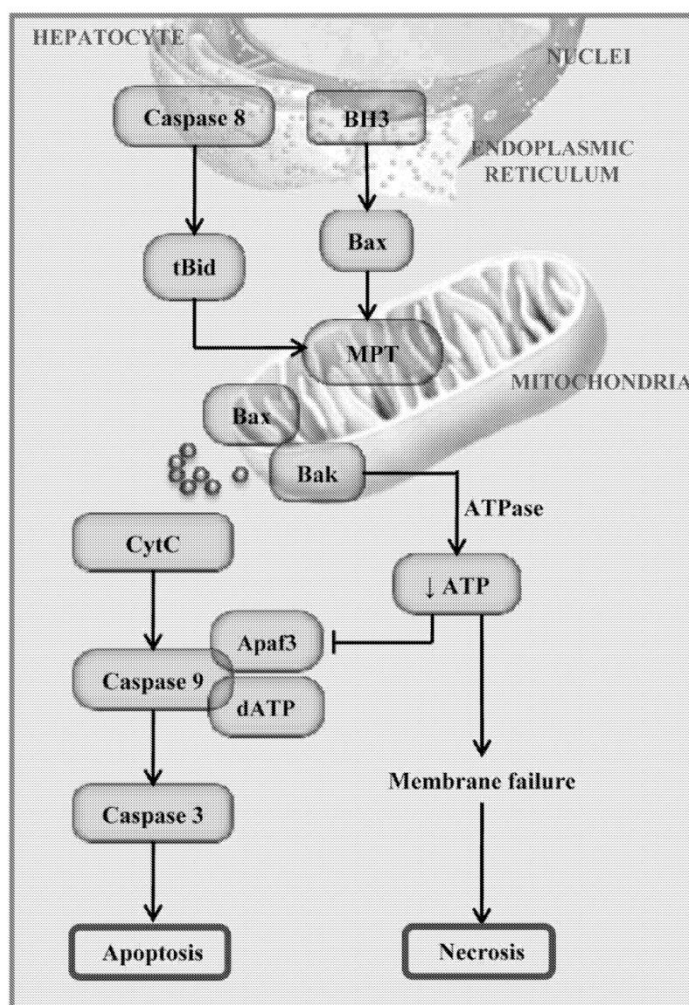 HEPATOCYTE
NUCLEI
Caspase 8
BH3
ENDOPLASMIC
RETICULUM
tBid
Bax
MPT
MITOCHONDRIA
Bax
Bak
ATPase
CytC
↓ ATP
Apaf3
Caspase 9
dATP
Membrane failure
Caspase 3
Apoptosis
Necrosis